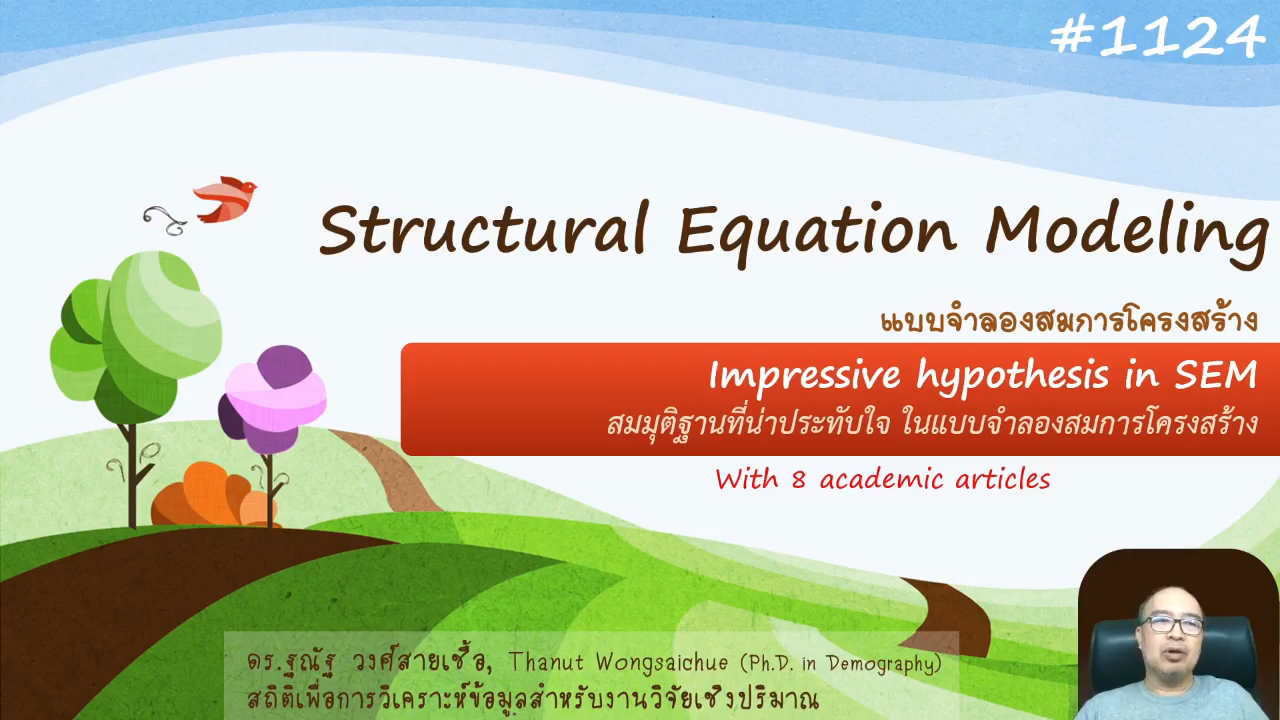 #1124
Structural Equation Modeling
แบบจำลองสมการโครงสร้าง
Impressive hypothesis in SEM
สมมุติฐานที่น่าประทับใจ ในแบบจำลองสมการโครงสร้าง
With 8 academic articles
ดร.ฐณัฐ วงศ์สายเชื้อ, Thanut Wongsaichue (Ph.D. in Demography)
สถิติเพื่อการวิเคราะห์ข้อมูลสำหรับงานวิจัยเชิงปริมาณ